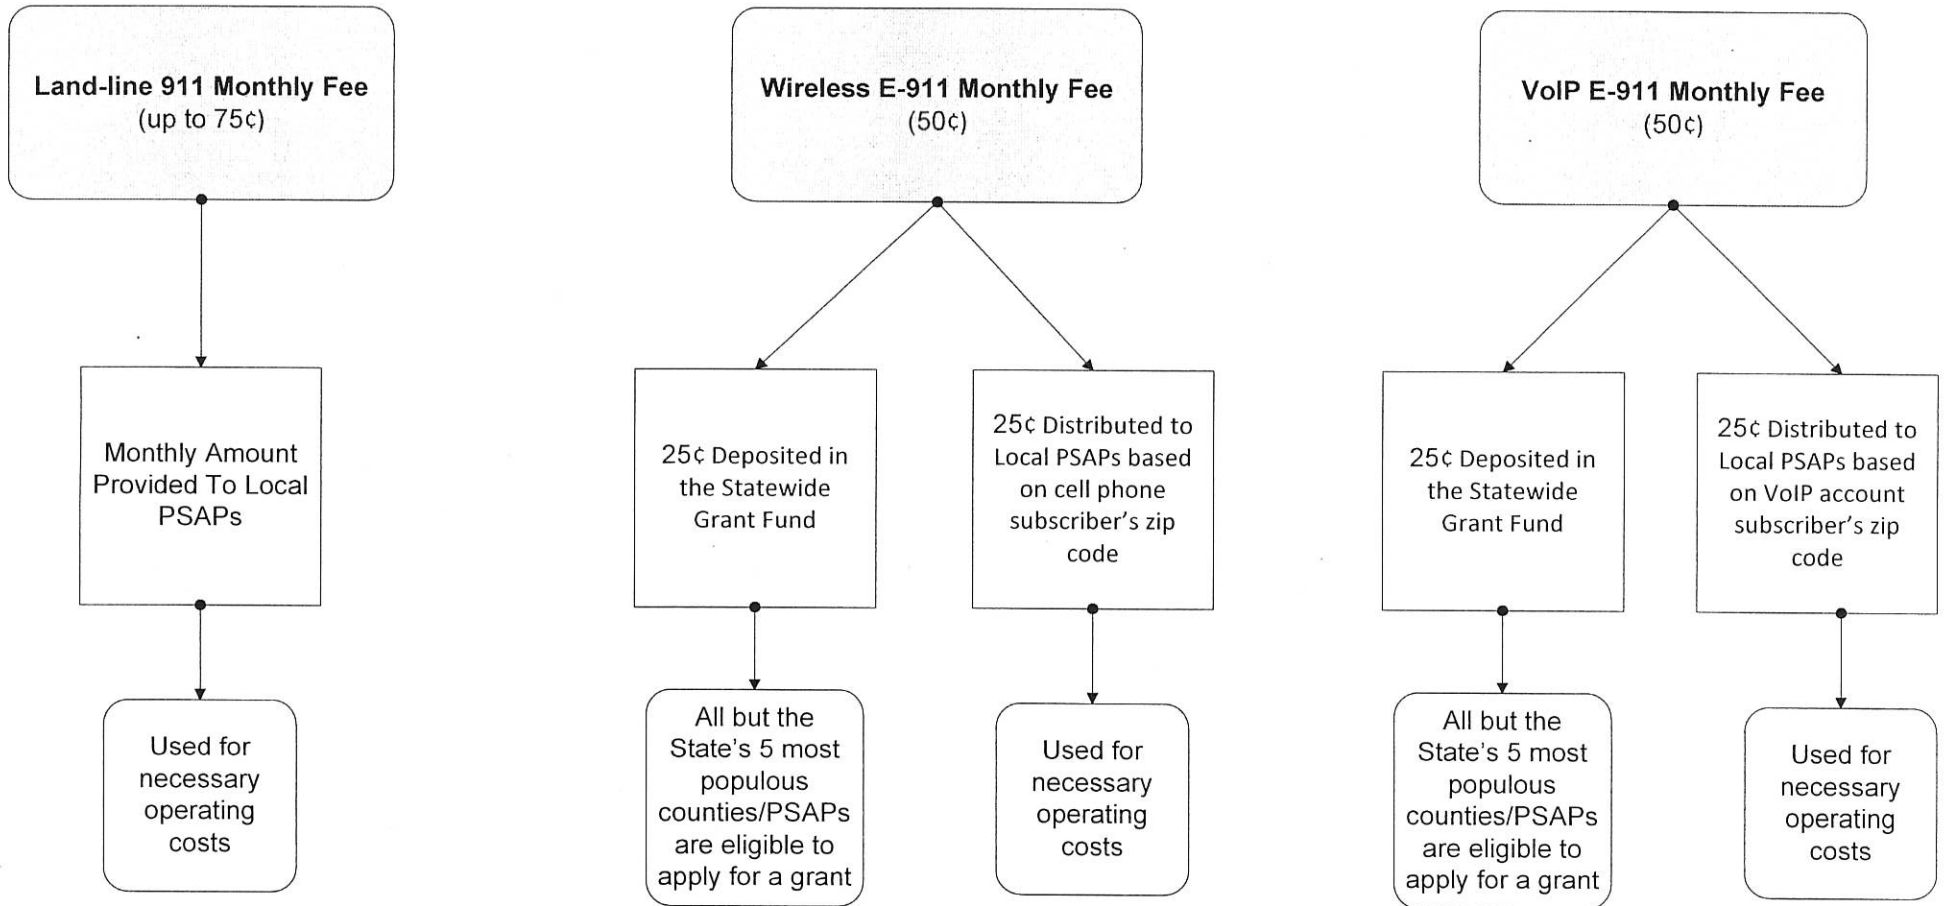 Land-line 911 Monthly Fee
(up to 75¢)
Wireless E-911 Monthly Fee
(50¢)
VoIP E-911 Monthly Fee
(50¢)
Monthly Amount
Provided To Local
PSAPs
25¢ Deposited in
the Statewide
Grant Fund
25¢ Distributed to
Local PSAPs based
on cell phone
subscriber's zip
code
25¢ Deposited in
the Statewide
Grant Fund
25¢ Distributed to
Local PSAPs based
on VoIP account
subscriber's zip
code
Used for
necessary
operating
costs
All but the
State's 5 most
populous
counties/PSAPs
are eligible to
apply for a grant
Used for
necessary
operating
costs
All but the
State's 5 most
populous
counties/PSAPs
are eligible to
apply for a grant
Used for
necessary
operating
costs